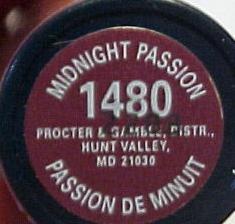 MIDNIGHT PASSION
1480
PROCTER & GAMBLE, DISTR.,
HUNT VALLEY,
MD 21030
PASSION DE MINUIT